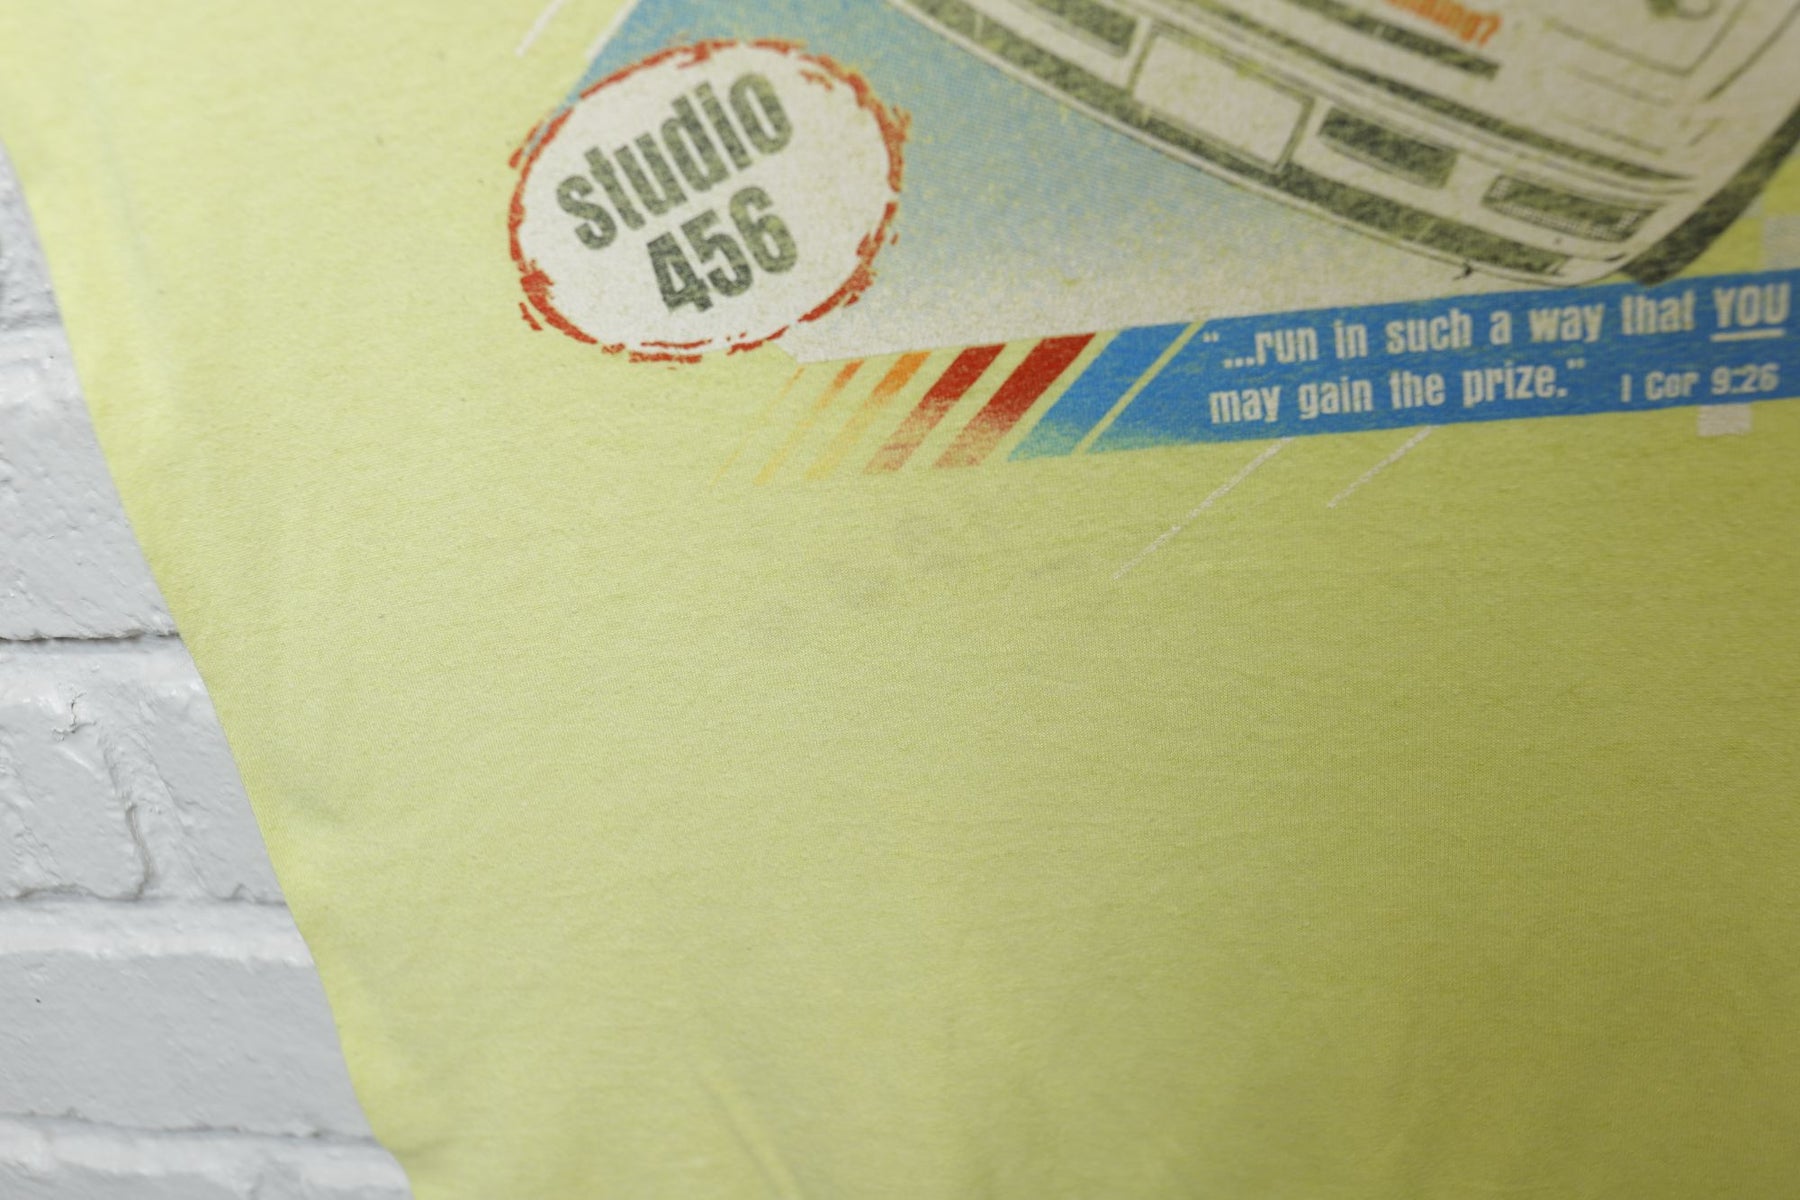 studio
456
"...run in such a way that YOU
may gain the prize." I Cor 9:26